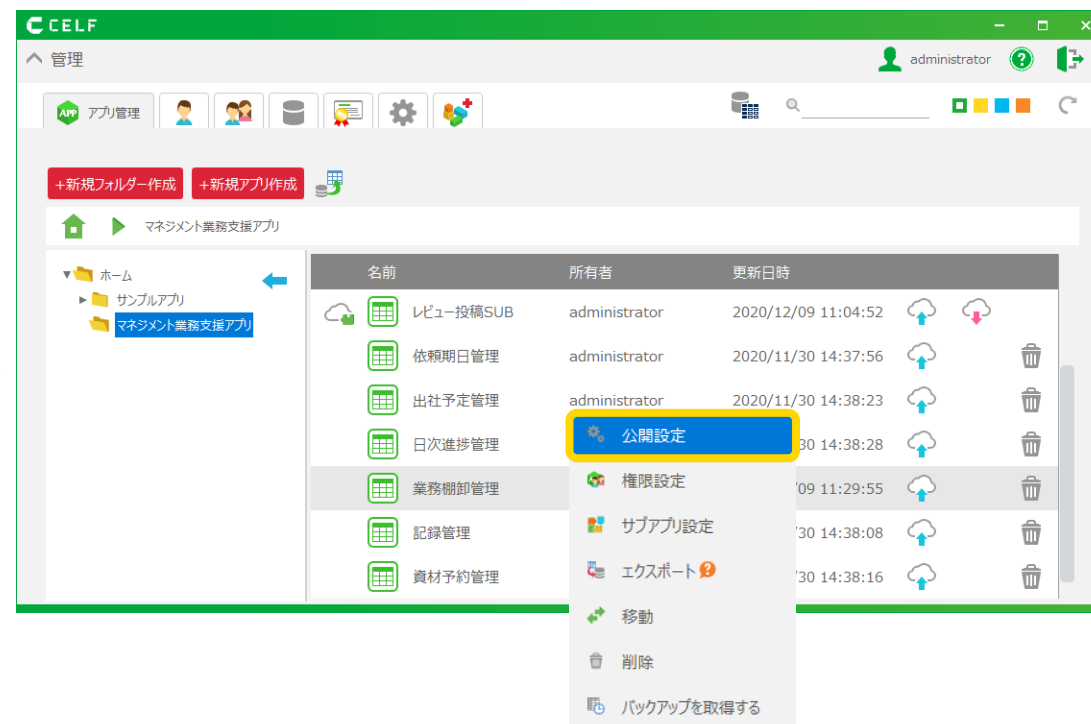 CELF
管理
administrator
アプリ管理
+新規フォルダー作成
+新規アプリ作成
マネジメント業務支援アプリ
ホーム
サンプルアプリ
マネジメント業務支援アプリ
名前 所有者 更新日時
レビュー投稿SUB administrator 2020/12/09 11:04:52
依頼期日管理 administrator 2020/11/30 14:37:56
出社予定管理 administrator 2020/11/30 14:38:23
日次進捗管理 30 14:38:28
業務棚卸管理 /09 11:29:55
記録管理 /30 14:38:08
資材予約管理 /30 14:38:16
公開設定
権限設定
サブアプリ設定
エクスポート
移動
削除
バックアップを取得する